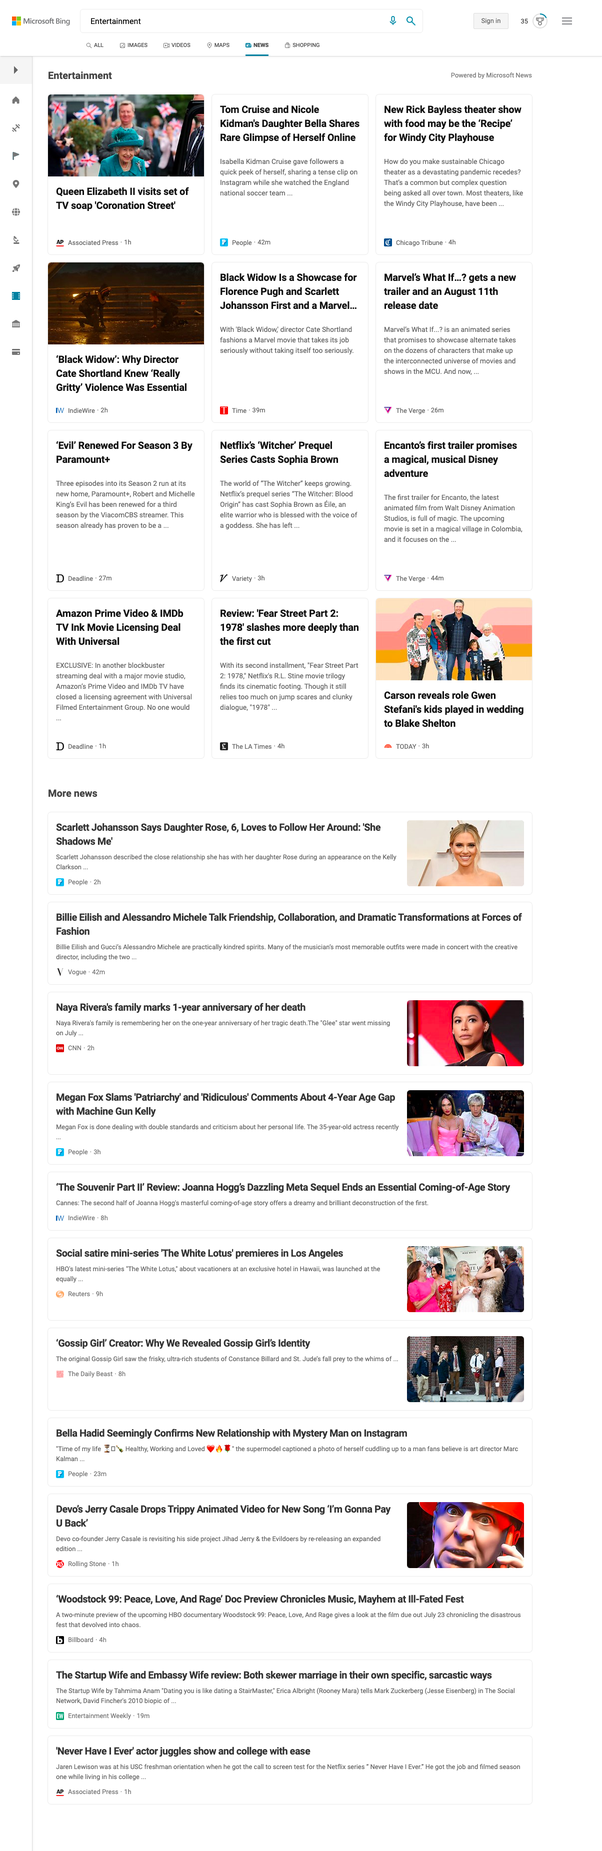 Microsoft Bing
Entertainment
Sign in
35
ALL
IMAGES
VIDEOS
MAPS
NEWS
SHOPPING
Entertainment
Powered by Microsoft News
Queen Elizabeth II visits set of
TV soap 'Coronation Street'
AP Associated Press · 1h
Tom Cruise and Nicole
Kidman's Daughter Bella Shares
Rare Glimpse of Herself Online
Isabella Kidman Cruise gave followers a
quick peek of herself, sharing a tense clip on
Instagram while she watched the England
national soccer team ...
People · 42m
New Rick Bayless theater show
with food may be the 'Recipe'
for Windy City Playhouse
How do you make sustainable Chicago
theater as a devastating pandemic recedes?
That's a common but complex question
being asked all over town. Most theaters, like
the Windy City Playhouse, have been ...
Chicago Tribune · 4h
'Black Widow': Why Director
Cate Shortland Knew 'Really
Gritty' Violence Was Essential
IW IndieWire · 2h
Black Widow Is a Showcase for
Florence Pugh and Scarlett
Johansson First and a Marvel...
With 'Black Widow,' director Cate Shortland
fashions a Marvel movie that takes its job
seriously without taking itself too seriously.
Time · 39m
Marvel's What If…? gets a new
trailer and an August 11th
release date
Marvel's What If...? is an animated series
that promises to showcase alternate takes
on the dozens of characters that make up
the interconnected universe of movies and
shows in the MCU. And now, ...
The Verge · 26m
'Evil' Renewed For Season 3 By
Paramount+
Three episodes into its Season 2 run at its
new home, Paramount+, Robert and Michelle
King's Evil has been renewed for a third
season by the ViacomCBS streamer. This
season already has proven to be a ...
Deadline · 27m
Netflix's 'Witcher' Prequel
Series Casts Sophia Brown
The world of "The Witcher" keeps growing.
Netflix's prequel series "The Witcher: Blood
Origin" has cast Sophia Brown as Éile, an
elite warrior who is blessed with the voice of
a goddess. She has left ...
Variety · 3h
Encanto's first trailer promises
a magical, musical Disney
adventure
The first trailer for Encanto, the latest
animated film from Walt Disney Animation
Studios, is full of magic. The upcoming
movie is set in a magical village in Colombia,
and it focuses on the ...
The Verge · 44m
Amazon Prime Video & IMDb
TV Ink Movie Licensing Deal
With Universal
EXCLUSIVE: In another blockbuster
streaming deal with a major movie studio,
Amazon's Prime Video and IMDb TV have
closed a licensing agreement with Universal
Filmed Entertainment Group. No one would
...
Deadline · 1h
Review: 'Fear Street Part 2:
1978' slashes more deeply than
the first cut
With its second installment, "Fear Street Part
2: 1978," Netflix's R.L. Stine movie trilogy
finds its cinematic footing. Though it still
relies too much on jump scares and clunky
dialogue, "1978" ...
The LA Times · 4h
Carson reveals role Gwen
Stefani's kids played in wedding
to Blake Shelton
TODAY · 3h
More news
Scarlett Johansson Says Daughter Rose, 6, Loves to Follow Her Around: 'She
Shadows Me'
Scarlett Johansson described the close relationship she has with her daughter Rose during an appearance on the Kelly
Clarkson ...
People · 2h
Billie Eilish and Alessandro Michele Talk Friendship, Collaboration, and Dramatic Transformations at Forces of
Fashion
Billie Eilish and Gucci's Alessandro Michele are practically kindred spirits. Many of the musician's most memorable outfits were made in concert with the creative
director, including the two ...
Vogue · 42m
Naya Rivera's family marks 1-year anniversary of her death
Naya Rivera's family is remembering her on the one-year anniversary of her tragic death.The "Glee" star went missing
on July ...
CNN CNN · 2h
Megan Fox Slams 'Patriarchy' and 'Ridiculous' Comments About 4-Year Age Gap
with Machine Gun Kelly
Megan Fox is done dealing with double standards and criticism about her personal life. The 35-year-old actress recently
...
People · 3h
'The Souvenir Part II' Review: Joanna Hogg's Dazzling Meta Sequel Ends an Essential Coming-of-Age Story
Cannes: The second half of Joanna Hogg's masterful coming-of-age story offers a dreamy and brilliant deconstruction of the first.
IW IndieWire · 8h
Social satire mini-series 'The White Lotus' premieres in Los Angeles
HBO's latest mini-series "The White Lotus," about vacationers at an exclusive hotel in Hawaii, was launched at the
equally ...
Reuters · 9h
'Gossip Girl' Creator: Why We Revealed Gossip Girl's Identity
The original Gossip Girl saw the frisky, ultra-rich students of Constance Billard and St. Jude's fall prey to the whims of ...
The Daily Beast · 8h
Bella Hadid Seemingly Confirms New Relationship with Mystery Man on Instagram
"Time of my life ⏳ Healthy, Working and Loved ❤️🔥🌹" the supermodel captioned a photo of herself cuddling up to a man fans believe is art director Marc
Kalman ...
People · 23m
Devo's Jerry Casale Drops Trippy Animated Video for New Song 'I'm Gonna Pay
U Back'
Devo co-founder Jerry Casale is revisiting his side project Jihad Jerry & the Evildoers by re-releasing an expanded
edition ...
Rolling Stone · 1h
'Woodstock 99: Peace, Love, And Rage' Doc Preview Chronicles Music, Mayhem at Ill-Fated Fest
A two-minute preview of the upcoming HBO documentary Woodstock 99: Peace, Love, And Rage gives a look at the film due out July 23 chronicling the disastrous
fest that devolved into chaos.
Billboard · 4h
The Startup Wife and Embassy Wife review: Both skewer marriage in their own specific, sarcastic ways
The Startup Wife by Tahmima Anam "Dating you is like dating a StairMaster," Erica Albright (Rooney Mara) tells Mark Zuckerberg (Jesse Eisenberg) in The Social
Network, David Fincher's 2010 biopic of ...
Entertainment Weekly · 19m
'Never Have I Ever' actor juggles show and college with ease
Jaren Lewison was at his USC freshman orientation when he got the call to screen test for the Netflix series " Never Have I Ever." He got the job and filmed season
one while living in his college ...
AP Associated Press · 1h